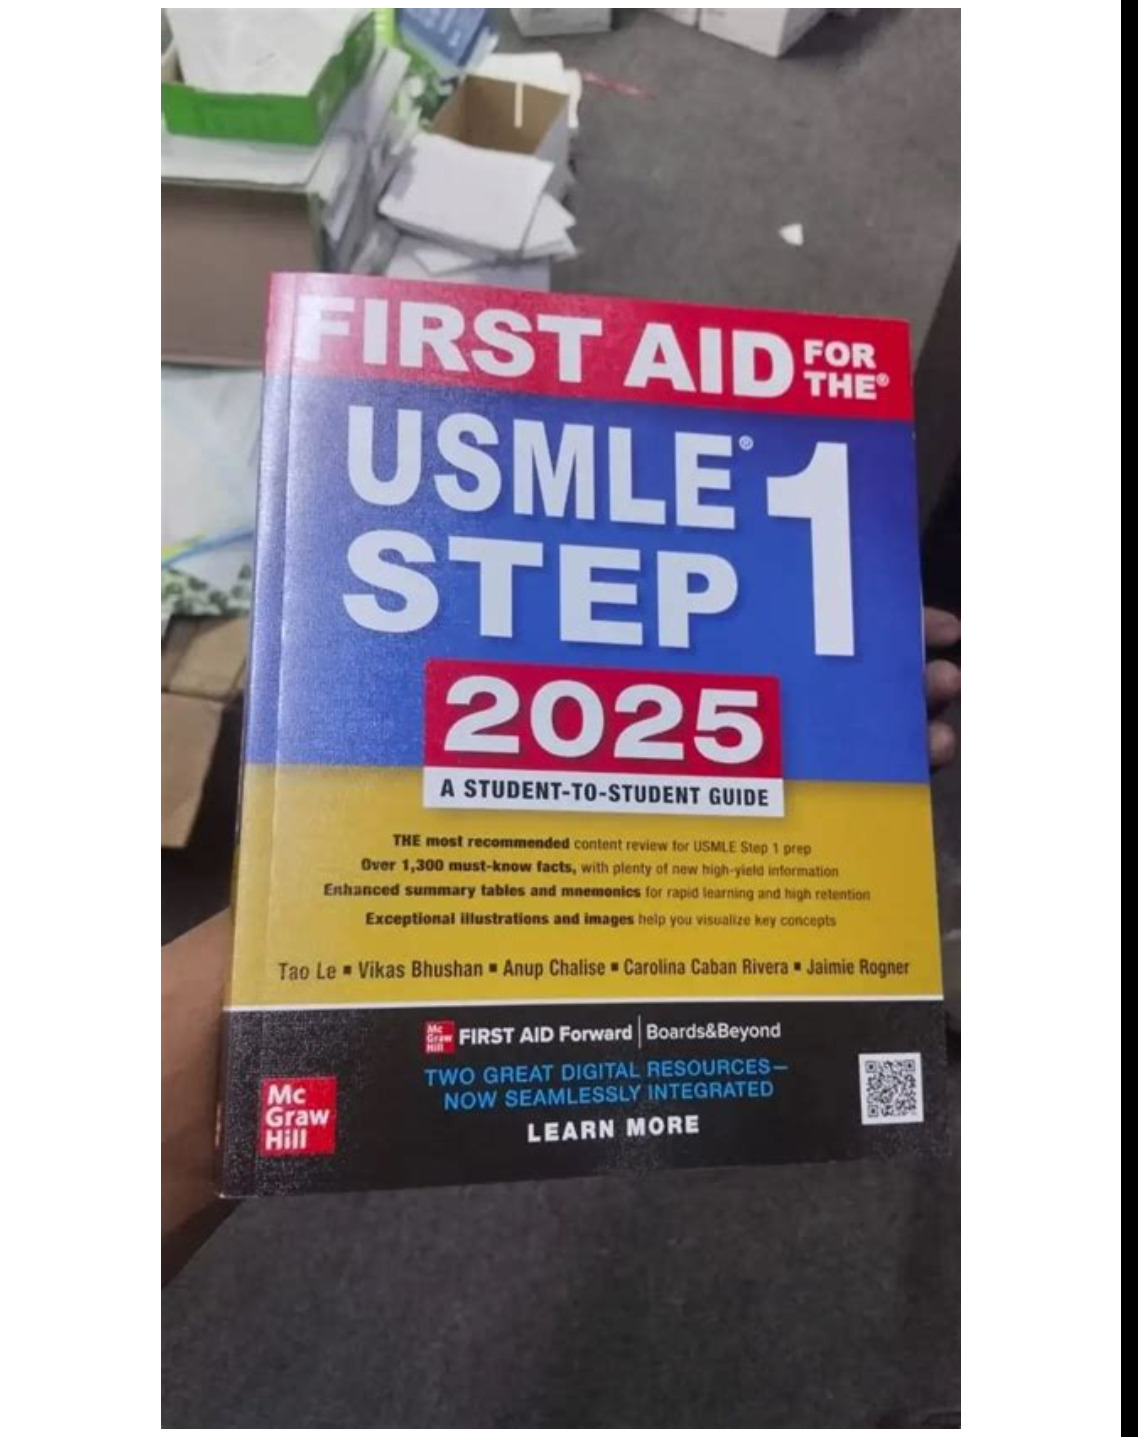 FIRST AID FOR THE®
USMLE® 1
STEP
2025
A STUDENT-TO-STUDENT GUIDE
THE most recommended content review for USMLE Step 1 prep
Over 1,300 must-know facts, with plenty of new high-yield information
Enhanced summary tables and mnemonics for rapid learning and high retention
Exceptional illustrations and images help you visualize key concepts
Tao Le ▪ Vikas Bhushan ▪ Anup Chalise ▪ Carolina Caban Rivera ▪ Jaimie Rogner
Mc Graw Hill FIRST AID Forward | Boards&Beyond
TWO GREAT DIGITAL RESOURCES—
NOW SEAMLESSLY INTEGRATED
LEARN MORE
Mc
Graw
Hill